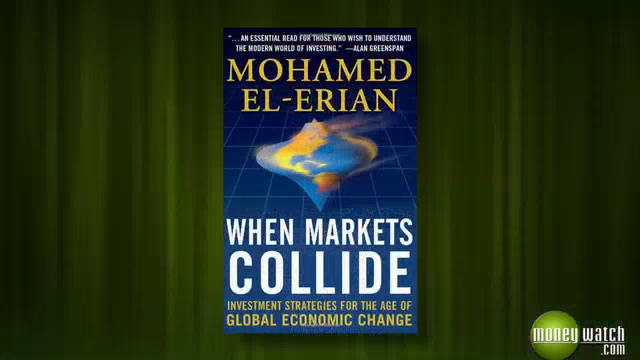 “... AN ESSENTIAL READ FOR THOSE WHO WISH TO UNDERSTAND
THE MODERN WORLD OF INVESTING.” —ALAN GREENSPAN
MOHAMED
EL-ERIAN
WHEN MARKETS
COLLIDE
INVESTMENT STRATEGIES FOR THE AGE OF
GLOBAL ECONOMIC CHANGE
moneywatch
.com